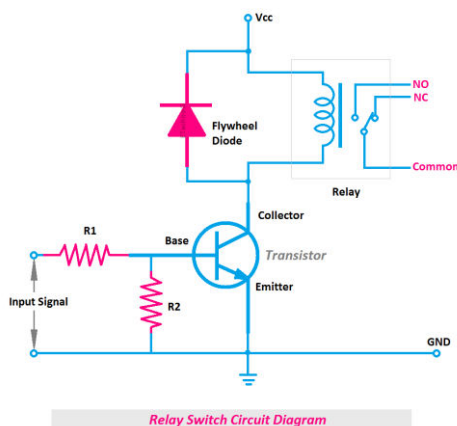 Vcc
NO
NC
Flywheel
Diode
Common
Relay
Collector
R1
Base
Transistor
Emitter
Input Signal
R2
GND
Relay Switch Circuit Diagram